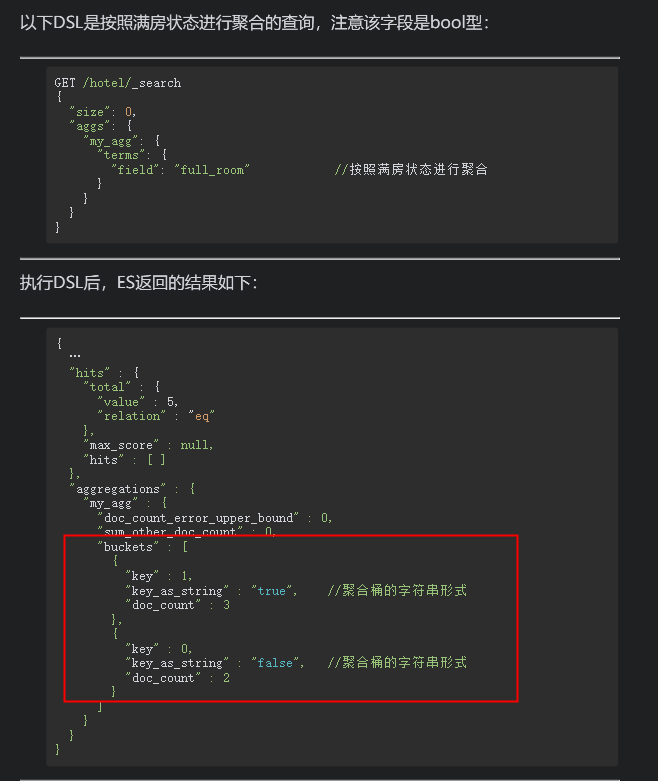 以下DSL是按照满房状态进行聚合的查询，注意该字段是bool型：
GET /hotel/_search
{
  "size": 0,
  "aggs": {
    "my_agg": {
      "terms": {
        "field": "full_room"            //按照满房状态进行聚合
      }
    }
  }
}
执行DSL后，ES返回的结果如下：
{
  …
  "hits" : {
    "total" : {
      "value" : 5,
      "relation" : "eq"
    },
    "max_score" : null,
    "hits" : [ ]
  },
  "aggregations" : {
    "my_agg" : {
      "doc_count_error_upper_bound" : 0,
      "sum_other_doc_count" : 0,
      "buckets" : [
        {
          "key" : 1,
          "key_as_string" : "true",    //聚合桶的字符串形式
          "doc_count" : 3
        },
        {
          "key" : 0,
          "key_as_string" : "false",   //聚合桶的字符串形式
          "doc_count" : 2
        }
      ]
    }
  }
}